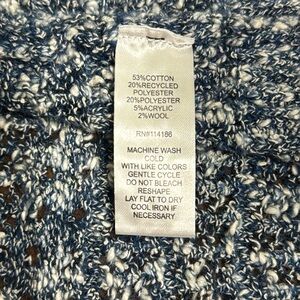 53%COTTON
20%RECYCLED
POLYESTER
20%POLYESTER
5%ACRYLIC
2%WOOL
RN#114186
MACHINE WASH
COLD
WITH LIKE COLORS
GENTLE CYCLE
DO NOT BLEACH
RESHAPE
LAY FLAT TO DRY
COOL IRON IF
NECESSARY